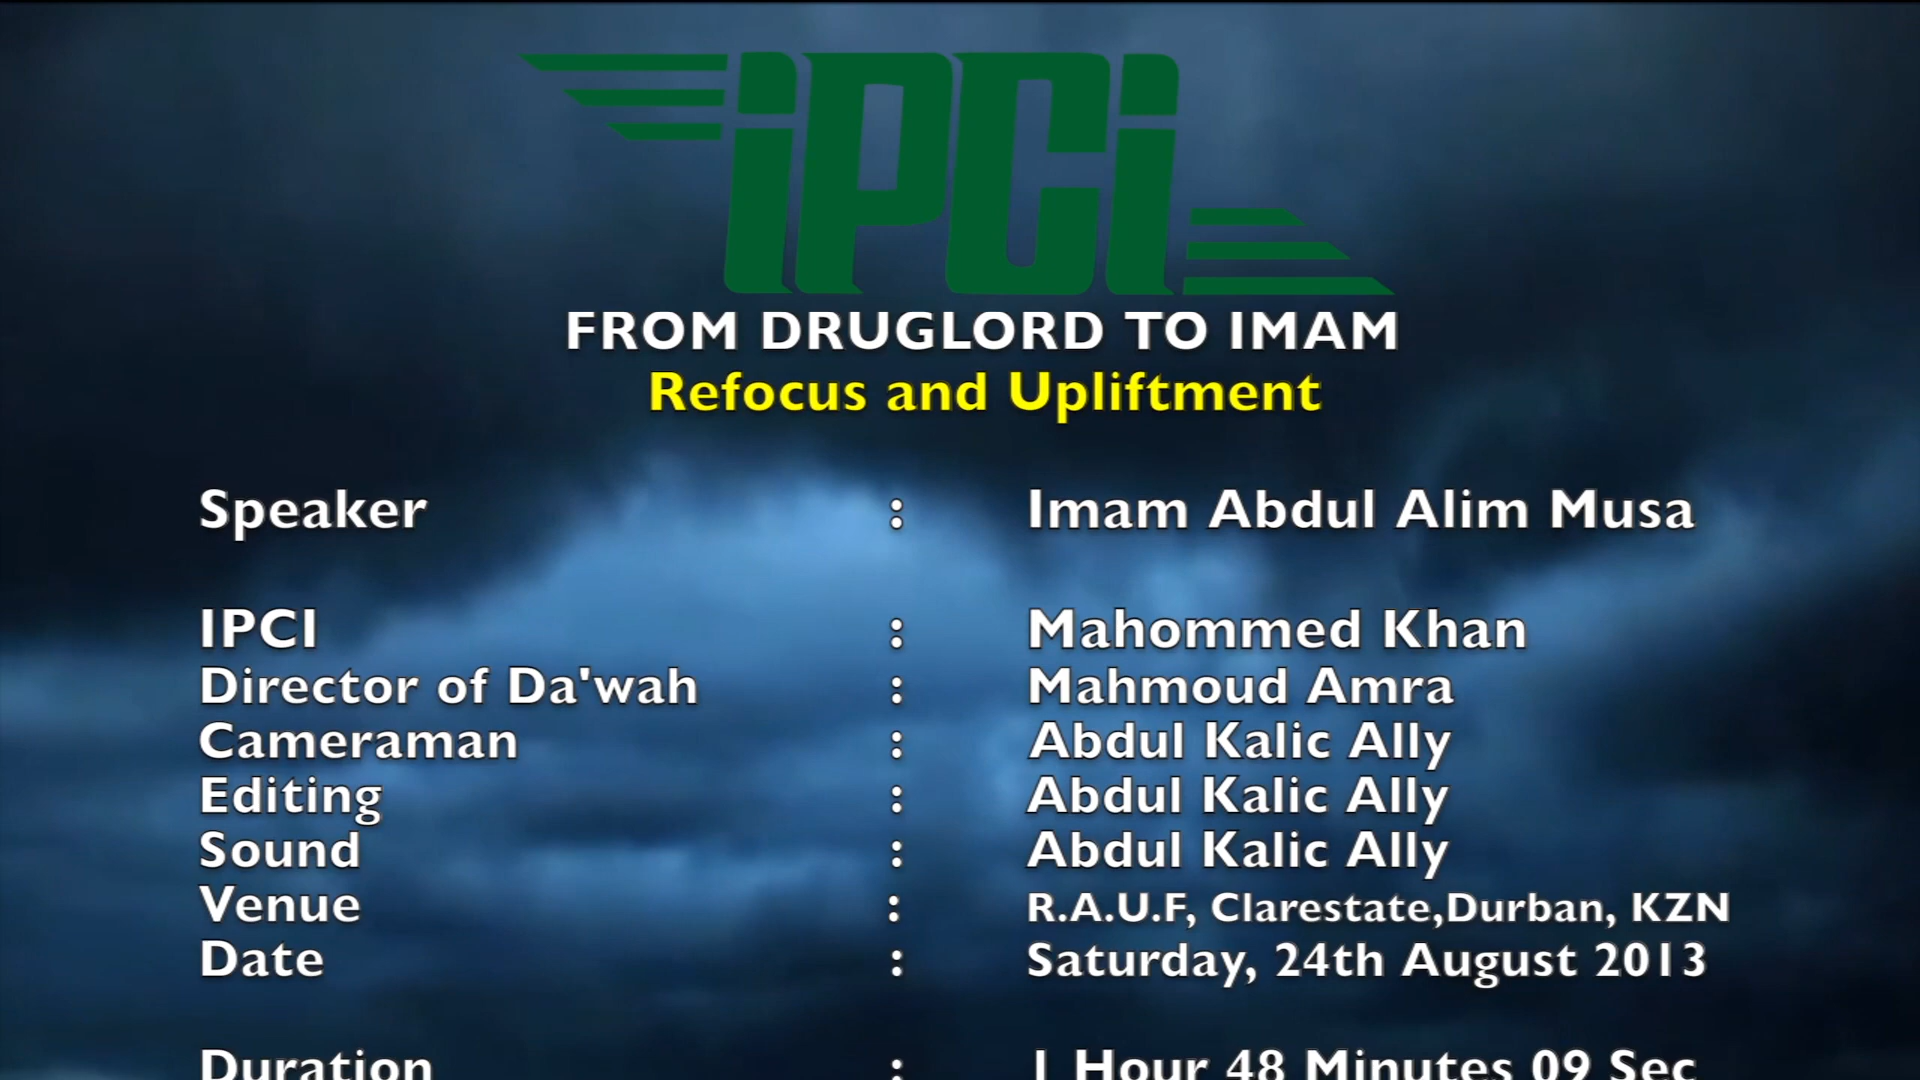 iPCi
FROM DRUGLORD TO IMAM
Refocus and Upliftment
Speaker : Imam Abdul Alim Musa
IPCI : Mahommed Khan
Director of Da'wah : Mahmoud Amra
Cameraman : Abdul Kalic Ally
Editing : Abdul Kalic Ally
Sound : Abdul Kalic Ally
Venue : R.A.U.F, Clarestate,Durban, KZN
Date : Saturday, 24th August 2013
Duration : 1 Hour 48 Minutes 09 Sec